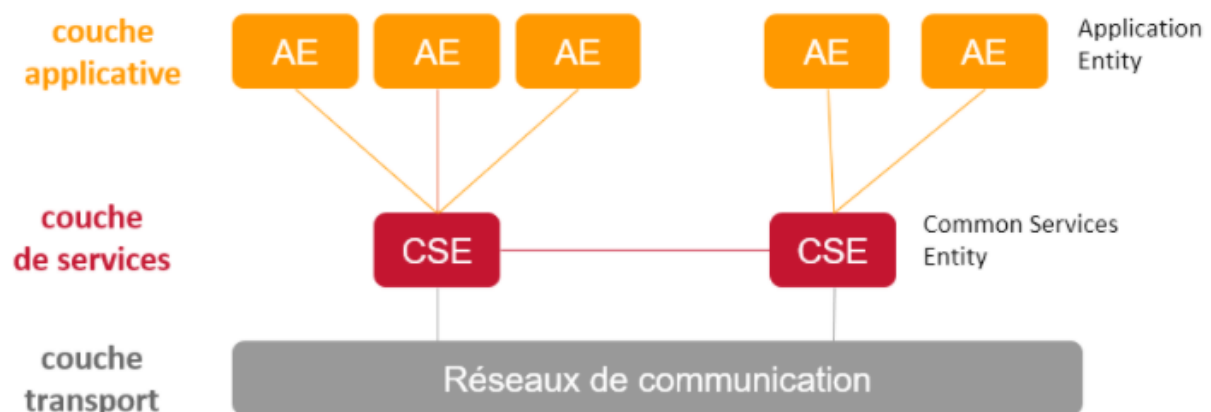 couche
applicative
AE
AE
AE
AE
AE
Application
Entity
couche
de services
CSE
CSE
Common Services
Entity
couche
transport
Réseaux de communication